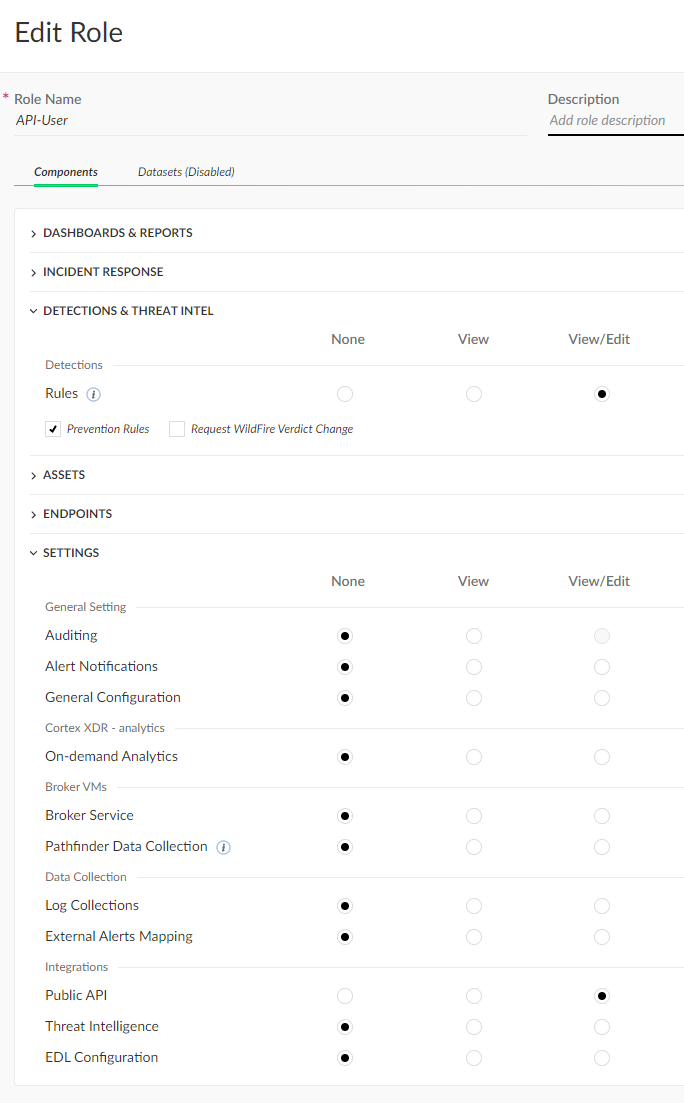 Edit Role
* Role Name
Description
API-User
Add role description
Components
Datasets (Disabled)
DASHBOARDS & REPORTS
INCIDENT RESPONSE
DETECTIONS & THREAT INTEL
None View View/Edit
Detections
Rules i
Prevention Rules Request WildFire Verdict Change
ASSETS
ENDPOINTS
SETTINGS
None View View/Edit
General Setting
Auditing
Alert Notifications
General Configuration
Cortex XDR - analytics
On-demand Analytics
Broker VMs
Broker Service
Pathfinder Data Collection i
Data Collection
Log Collections
External Alerts Mapping
Integrations
Public API
Threat Intelligence
EDL Configuration